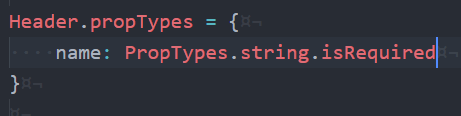 Header.propTypes = {¤¬
····name: PropTypes.string.isRequired¤¬
}¤¬
¤¬